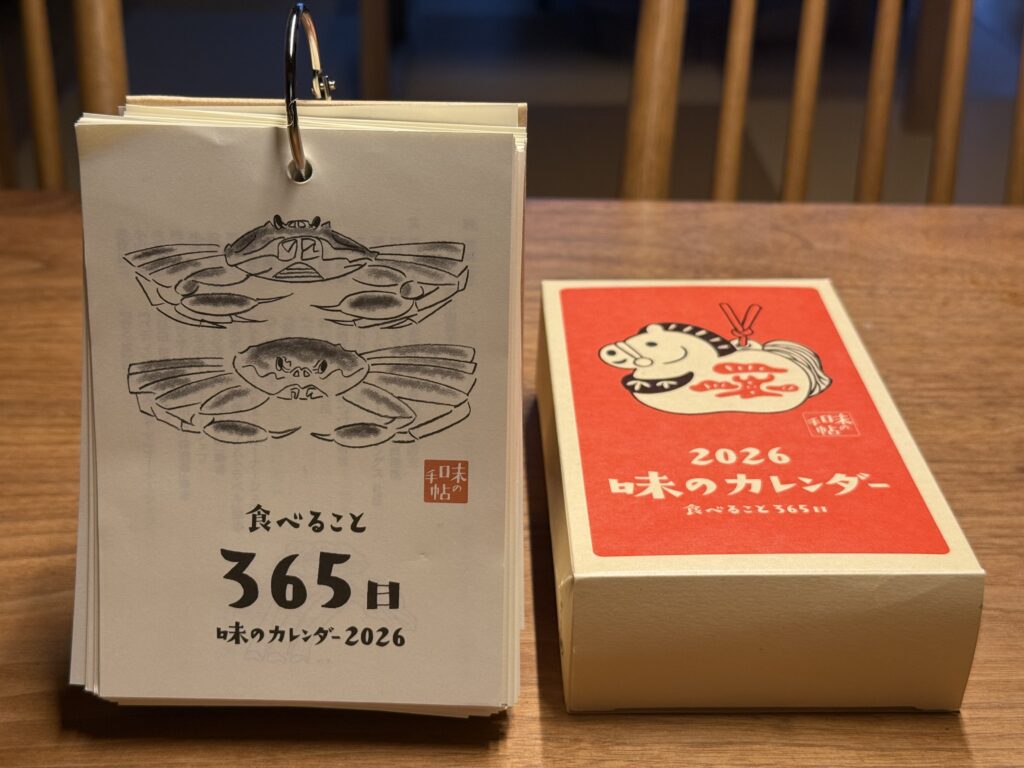 味の
手帖
食べること
365日
味のカレンダー2026
味の
手帖
2026
味のカレンダー
食べること365日